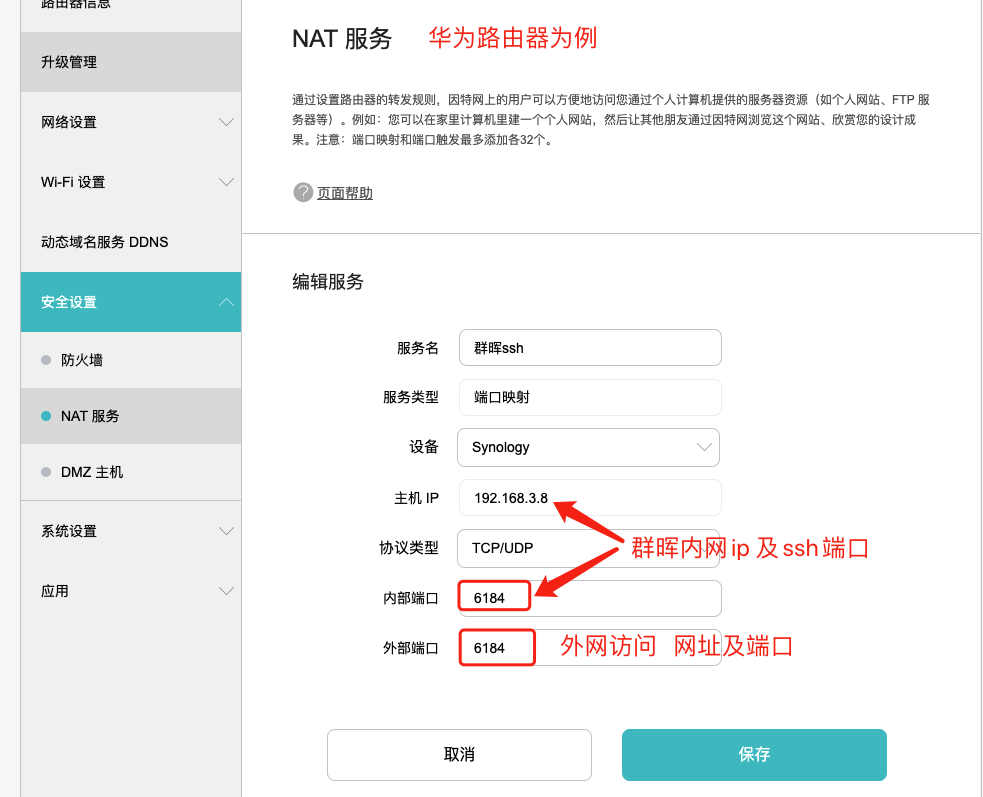 路由器信息
升级管理
网络设置
Wi-Fi 设置
动态域名服务 DDNS
安全设置
防火墙
NAT 服务
DMZ 主机
系统设置
应用
NAT 服务 华为路由器为例
通过设置路由器的转发规则，因特网上的用户可以方便地访问您通过个人计算机提供的服务器资源（如个人网站、FTP 服
务器等）。例如：您可以在家里计算机里建一个个人网站，然后让其他朋友通过因特网浏览这个网站、欣赏您的设计成
果。注意：端口映射和端口触发最多添加各32个。
? 页面帮助
编辑服务
服务名 群晖ssh
服务类型 端口映射
设备 Synology
主机 IP 192.168.3.8
协议类型 TCP/UDP 群晖内网ip 及ssh端口
内部端口 6184
外部端口 6184 外网访问 网址及端口
取消 保存